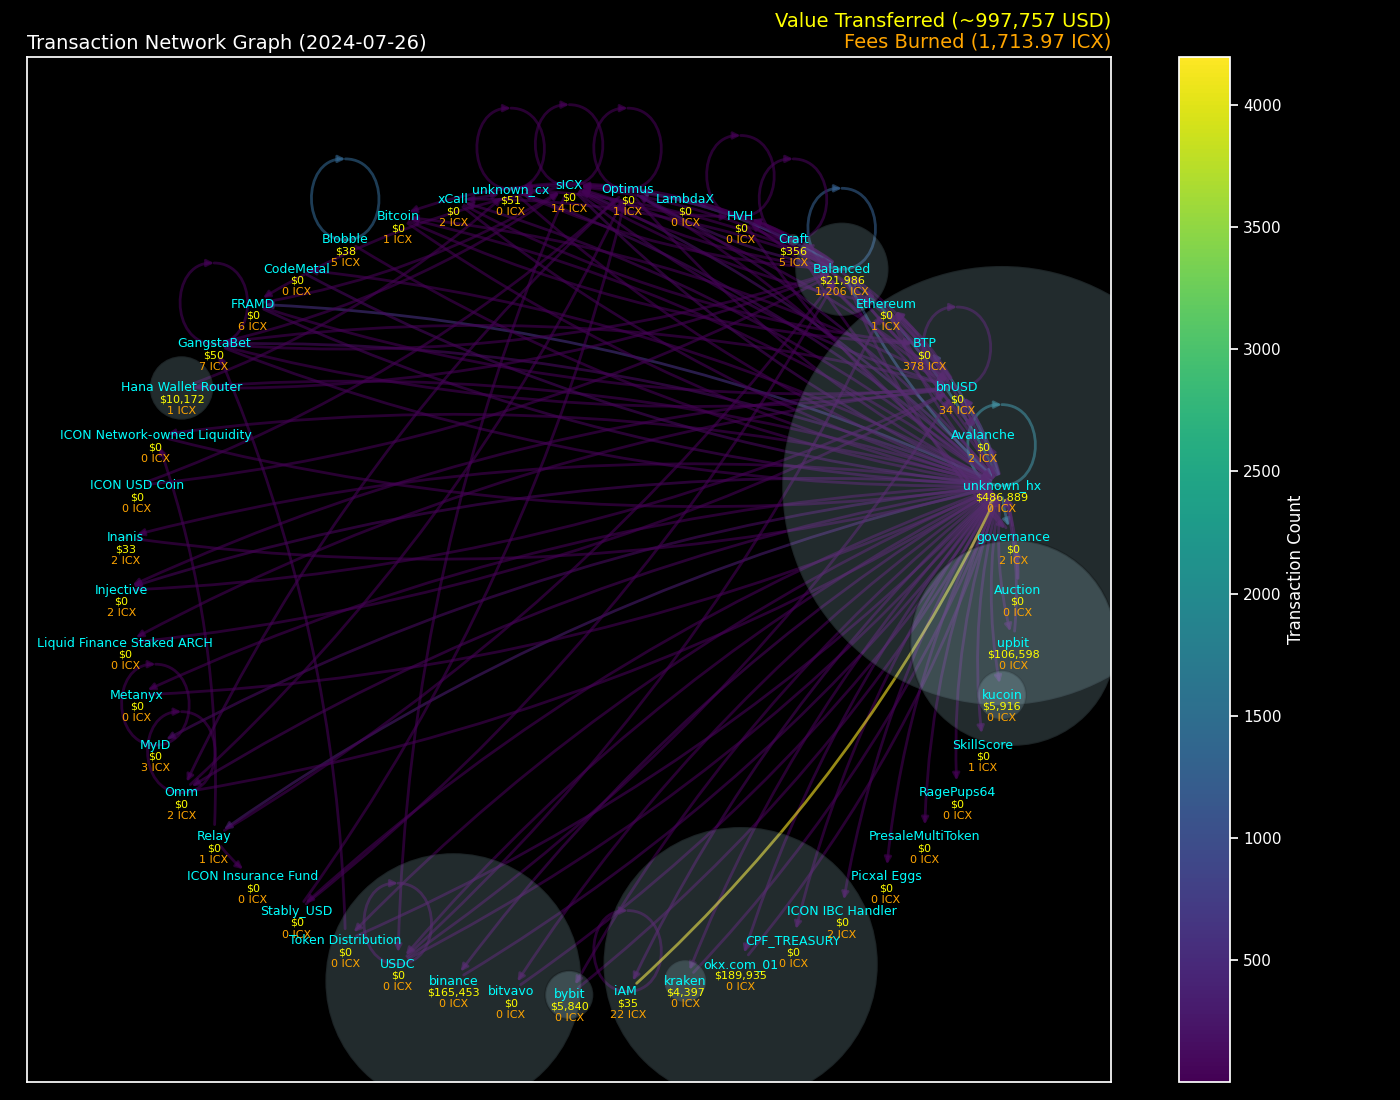 Value Transferred (~997,757 USD)
Transaction Network Graph (2024-07-26)
Fees Burned (1,713.97 ICX)
sICX
$0
14 ICX
unknown_cx
$51
0 ICX
Optimus
$0
1 ICX
xCall
$0
2 ICX
LambdaX
$0
0 ICX
Bitcoin
$0
1 ICX
HVH
$0
0 ICX
Blobble
$38
5 ICX
Craft
$356
5 ICX
CodeMetal
$0
0 ICX
Balanced
$21,986
1,206 ICX
FRAMD
$0
6 ICX
Ethereum
$0
1 ICX
GangstaBet
$50
7 ICX
BTP
$0
378 ICX
Hana Wallet Router
$10,172
1 ICX
bnUSD
$0
34 ICX
ICON Network-owned Liquidity
$0
0 ICX
Avalanche
$0
2 ICX
ICON USD Coin
$0
0 ICX
unknown_hx
$486,889
0 ICX
Inanis
$33
2 ICX
governance
$0
2 ICX
Injective
$0
2 ICX
Auction
$0
0 ICX
Liquid Finance Staked ARCH
$0
0 ICX
upbit
$106,598
0 ICX
Metanyx
$0
0 ICX
kucoin
$5,916
0 ICX
MyID
$0
3 ICX
SkillScore
$0
1 ICX
Omm
$0
2 ICX
RagePups64
$0
0 ICX
Relay
$0
1 ICX
PresaleMultiToken
$0
0 ICX
ICON Insurance Fund
$0
0 ICX
Picxal Eggs
$0
0 ICX
Stably_USD
$0
0 ICX
ICON IBC Handler
$0
2 ICX
Token Distribution
$0
0 ICX
CPF_TREASURY
$0
0 ICX
USDC
$0
0 ICX
okx.com_01
$189,935
0 ICX
binance
$165,453
0 ICX
kraken
$4,397
0 ICX
bitvavo
$0
0 ICX
bybit
$5,840
0 ICX
iAM
$35
22 ICX
4000
3500
3000
2500
2000
1500
1000
500
Transaction Count